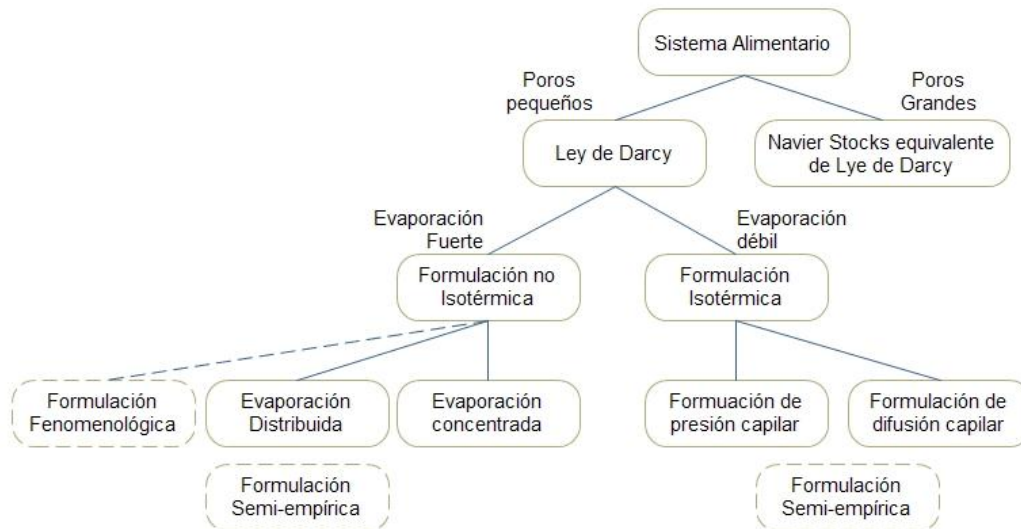 Sistema Alimentario
Poros
pequeños
Poros
Grandes
Ley de Darcy
Navier Stocks equivalente
de Lye de Darcy
Evaporación
Fuerte
Evaporación
débil
Formulación no
Isotérmica
Formulación
Isotérmica
Formulación
Fenomenológica
Evaporación
Distribuida
Evaporación
concentrada
Formuación de
presión capilar
Formulación de
difusión capilar
Formulación
Semi-empírica
Formulación
Semi-empírica